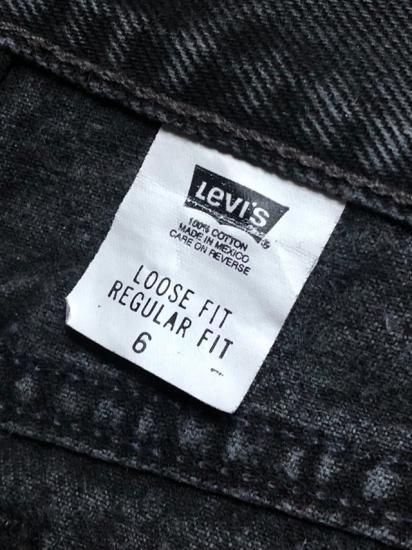 Levi's
100% COTTON
MADE IN MEXICO
CARE ON REVERSE
LOOSE FIT
REGULAR FIT
6